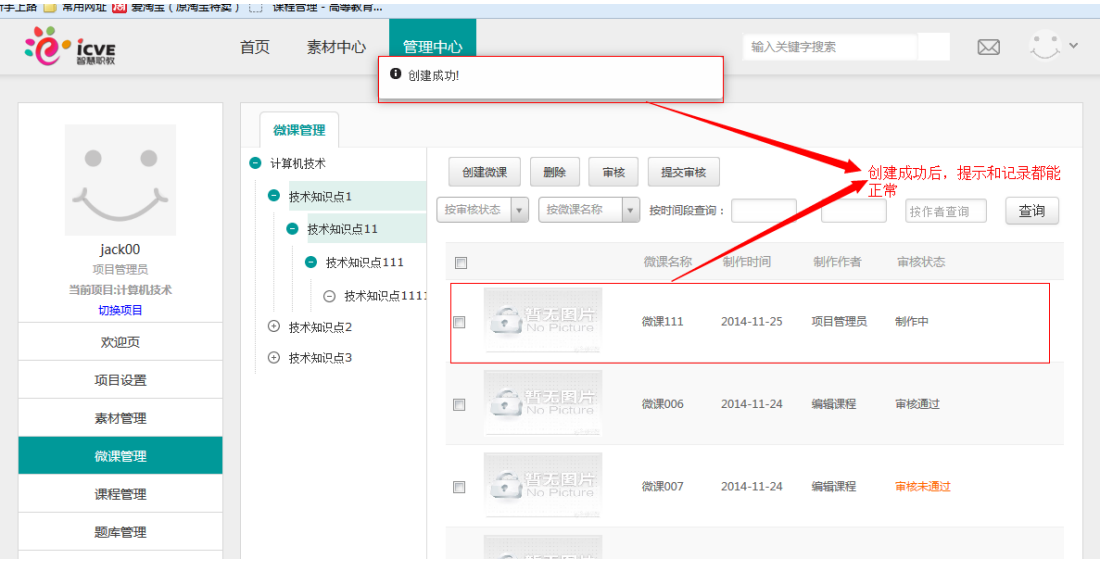 新手上路 常用网址 爱淘宝（原淘宝特卖） 课程管理 - 高等教育...
icve
智慧职教
首页 素材中心 管理中心 输入关键字搜索
创建成功!
微课管理
计算机技术
技术知识点1
技术知识点11
技术知识点111
技术知识点1111
技术知识点2
技术知识点3
jack00
项目管理员
当前项目:计算机技术
切换项目
欢迎页
项目设置
素材管理
微课管理
课程管理
题库管理
创建微课 删除 审核 提交审核
创建成功后，提示和记录都能
正常
按审核状态 按微课名称 按时间段查询： 按作者查询 查询
微课名称 制作时间 制作作者 审核状态
暂无图片
No Picture
微课111 2014-11-25 项目管理员 制作中
暂无图片
No Picture
微课006 2014-11-24 编辑课程 审核通过
暂无图片
No Picture
微课007 2014-11-24 编辑课程 审核未通过